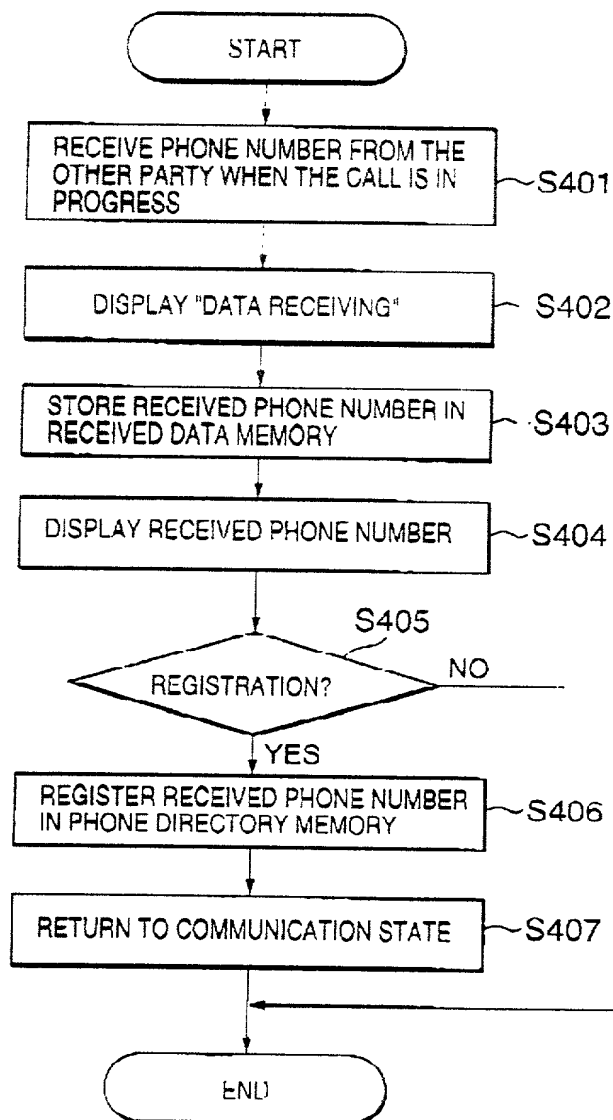 START
RECEIVE PHONE NUMBER FROM THE
OTHER PARTY WHEN THE CALL IS IN
PROGRESS
S401
DISPLAY "DATA RECEIVING"
S402
STORE RECEIVED PHONE NUMBER IN
RECEIVED DATA MEMORY
S403
DISPLAY RECEIVED PHONE NUMBER
S404
S405
REGISTRATION?
NO
YES
REGISTER RECEIVED PHONE NUMBER
IN PHONE DIRECTORY MEMORY
S406
RETURN TO COMMUNICATION STATE
S407
END